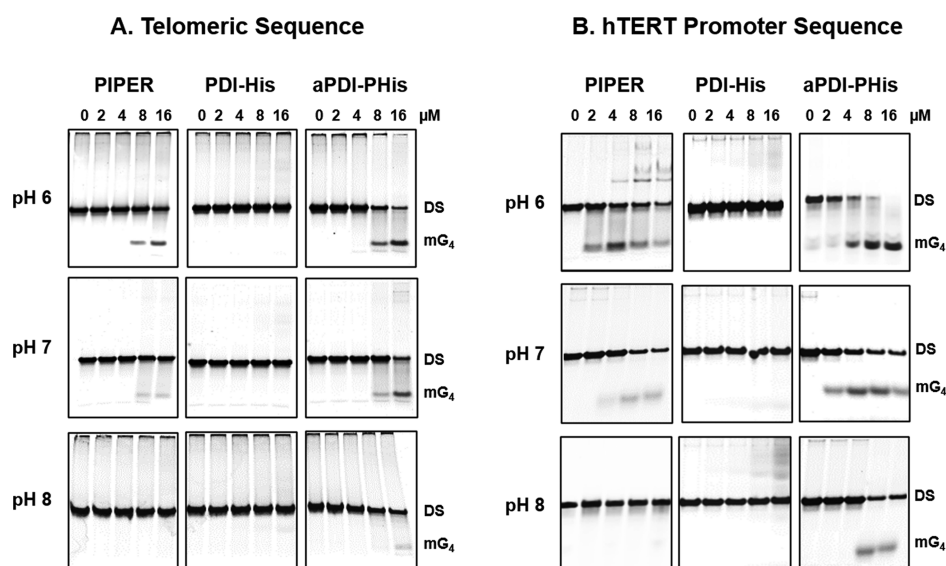 A. Telomeric Sequence
PIPER PDI-His aPDI-PHis
0 2 4 8 16 0 2 4 8 16 0 2 4 8 16 µM
pH 6
DS
mG4
pH 7
DS
mG4
pH 8
DS
mG4
B. hTERT Promoter Sequence
PIPER PDI-His aPDI-PHis
0 2 4 8 16 0 2 4 8 16 0 2 4 8 16 µM
pH 6
DS
mG4
pH 7
DS
mG4
pH 8
DS
mG4